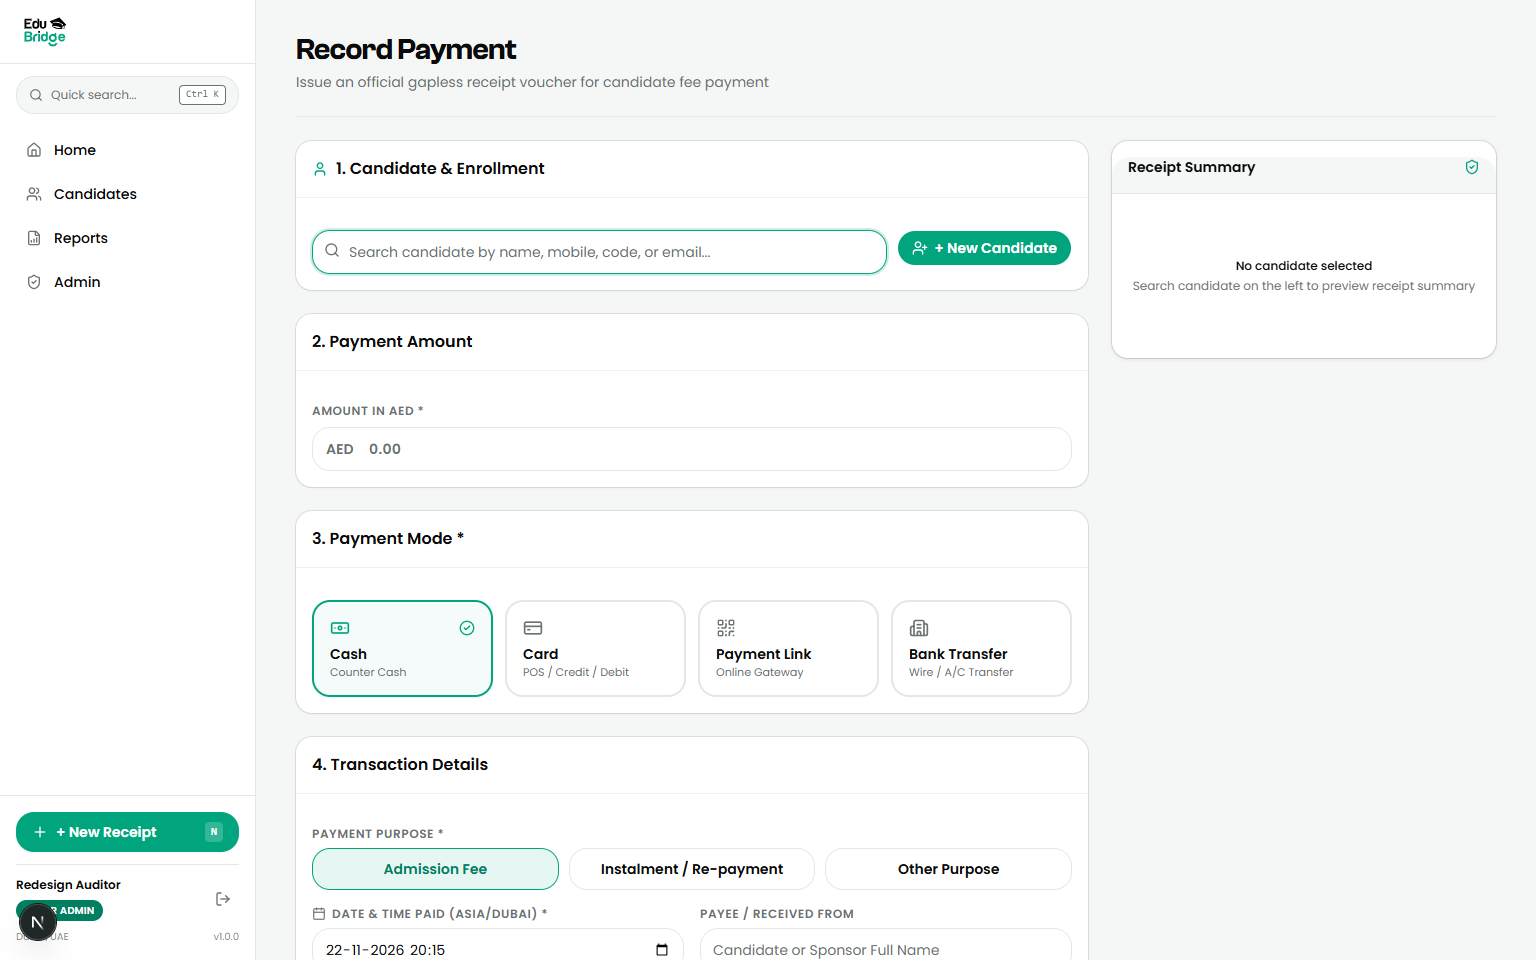 Edu
Bridge
Quick search...
Ctrl K
Home
Candidates
Reports
Admin
+ New Receipt
N
Redesign Auditor
ADMIN
N
UAE
v1.0.0
Record Payment
Issue an official gapless receipt voucher for candidate fee payment
1. Candidate & Enrollment
Search candidate by name, mobile, code, or email...
+ New Candidate
2. Payment Amount
AMOUNT IN AED *
AED 0.00
3. Payment Mode *
Cash
Counter Cash
Card
POS / Credit / Debit
Payment Link
Online Gateway
Bank Transfer
Wire / A/C Transfer
4. Transaction Details
PAYMENT PURPOSE *
Admission Fee
Instalment / Re-payment
Other Purpose
DATE & TIME PAID (ASIA/DUBAI) *
22-11-2026 20:15
PAYEE / RECEIVED FROM
Candidate or Sponsor Full Name
Receipt Summary
No candidate selected
Search candidate on the left to preview receipt summary